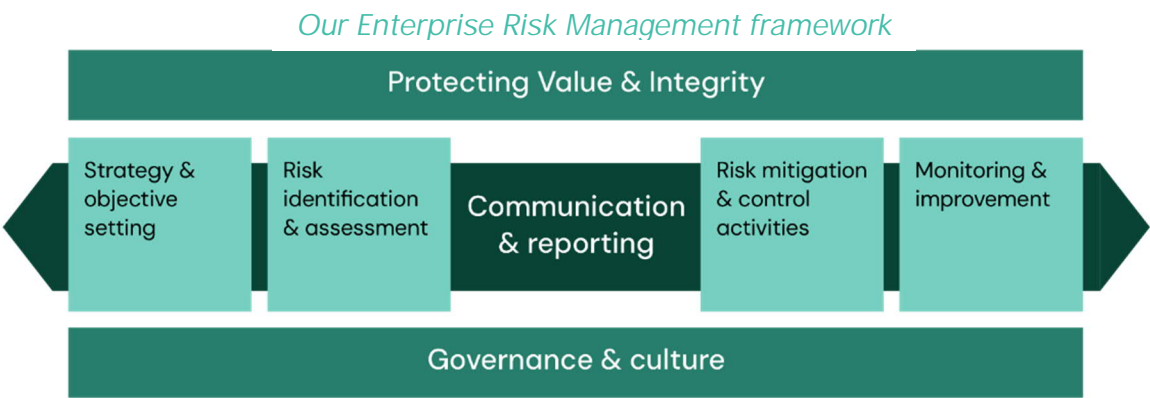 Our Enterprise Risk Management framework
Protecting Value & Integrity
Strategy &
objective
setting
Risk
identification
& assessment
Communication
& reporting
Risk mitigation
& control
activities
Monitoring &
improvement
Governance & culture